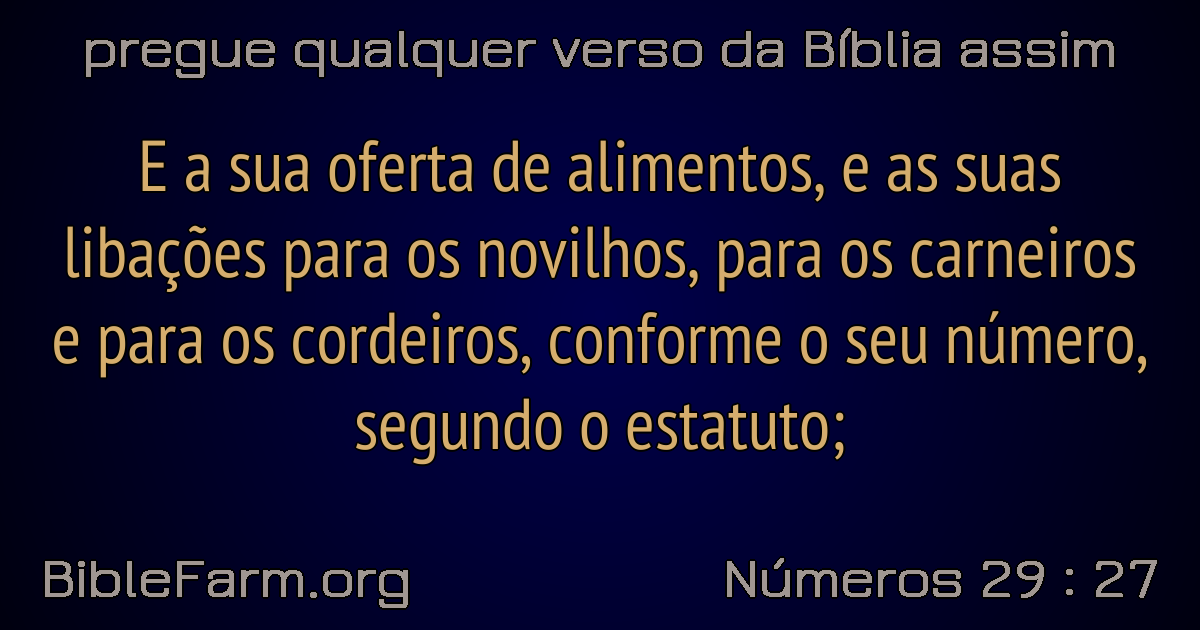 pregue qualquer verso da Bíblia assim
E a sua oferta de alimentos, e as suas
libações para os novilhos, para os carneiros
e para os cordeiros, conforme o seu número,
segundo o estatuto;
BibleFarm.org
Números 29 : 27